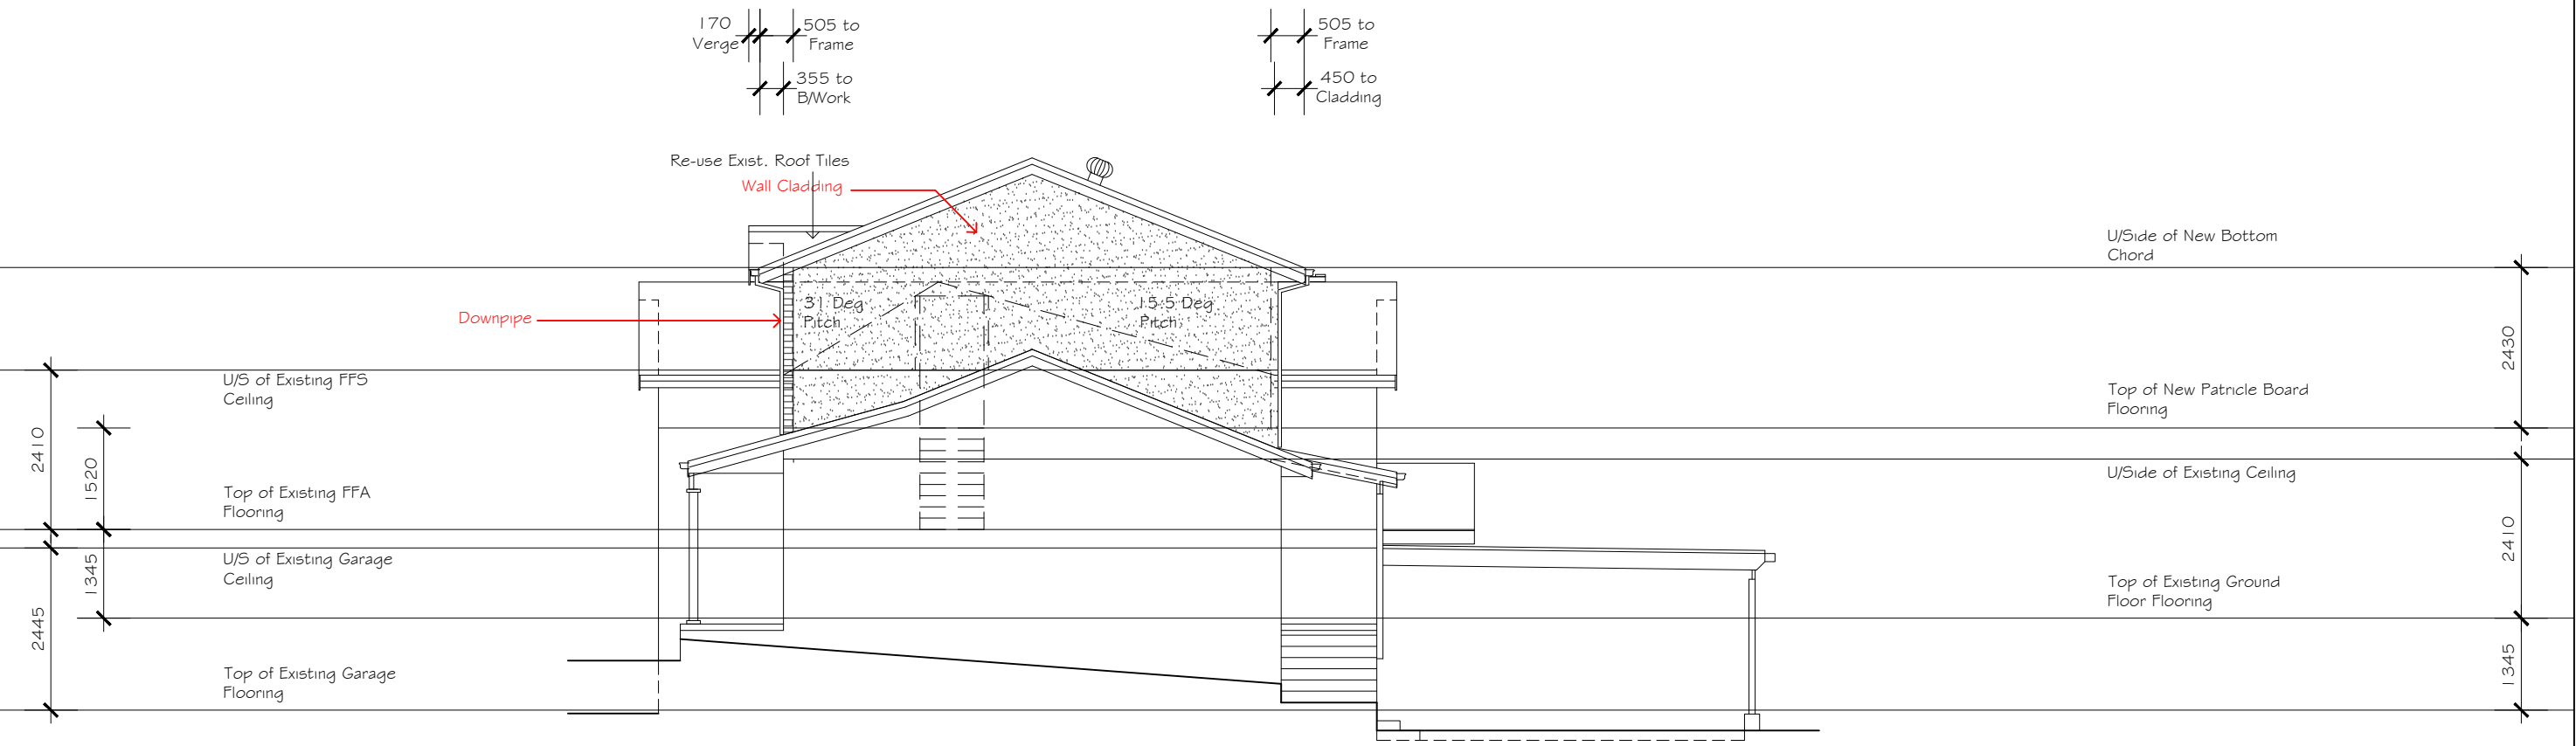 170
Verge
505 to
Frame
505 to
Frame
355 to
B/Work
450 to
Cladding
Re-use Exist. Roof Tiles
Wall Cladding
U/Side of New Bottom
Chord
31 Deg
Pitch
15.5 Deg
Pitch
Downpipe
2430
U/S of Existing FFS
Ceiling
Top of New Patricle Board
Flooring
2410
1520
U/Side of Existing Ceiling
Top of Existing FFA
Flooring
2410
U/S of Existing Garage
Ceiling
1345
Top of Existing Ground
Floor Flooring
2445
Top of Existing Garage
Flooring
1345